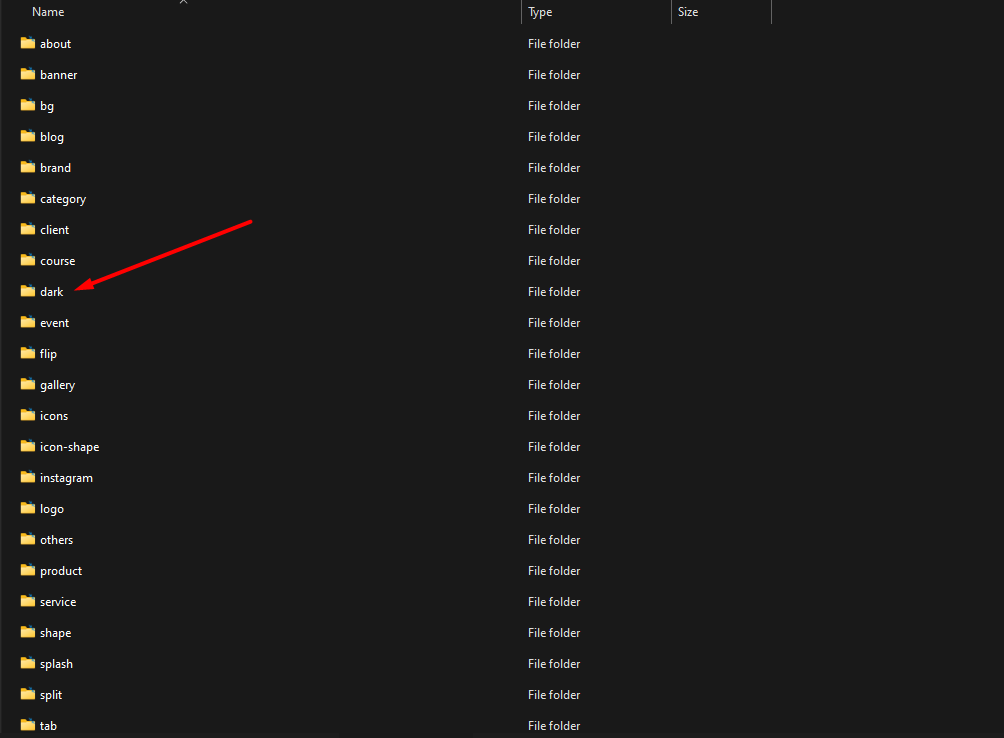 Name Type Size
about File folder
banner File folder
bg File folder
blog File folder
brand File folder
category File folder
client File folder
course File folder
dark File folder
event File folder
flip File folder
gallery File folder
icons File folder
icon-shape File folder
instagram File folder
logo File folder
others File folder
product File folder
service File folder
shape File folder
splash File folder
split File folder
tab File folder